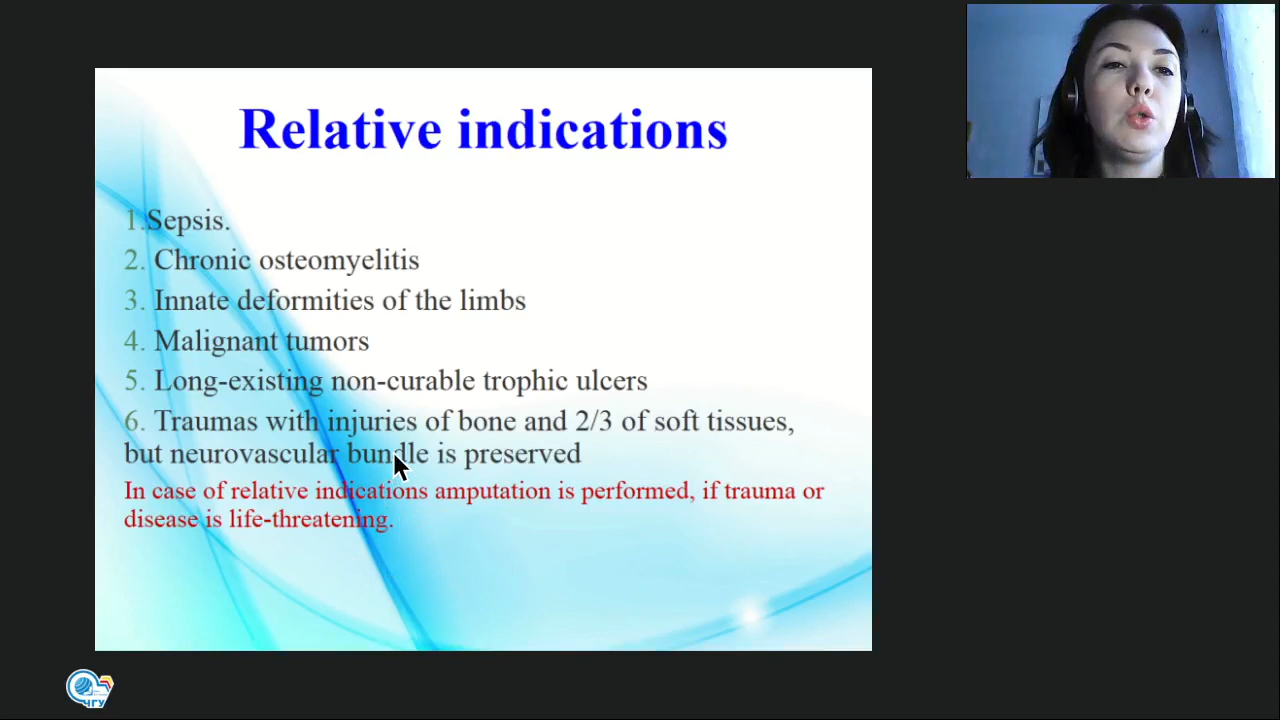 Relative indications
1.Sepsis.
2. Chronic osteomyelitis
3. Innate deformities of the limbs
4. Malignant tumors
5. Long-existing non-curable trophic ulcers
6. Traumas with injuries of bone and 2/3 of soft tissues,
but neurovascular bundle is preserved
In case of relative indications amputation is performed, if trauma or
disease is life-threatening.
ЧГУ